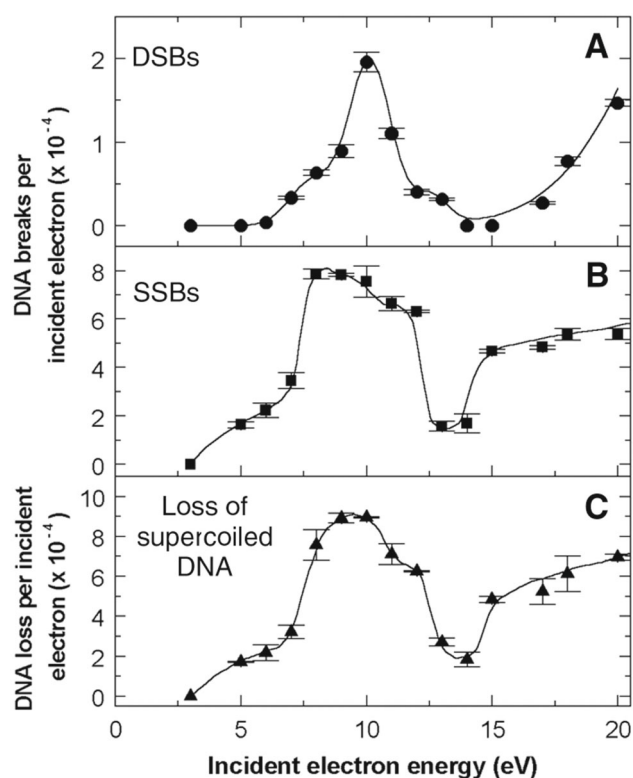 DSBs
A
2
1
0
DNA breaks per
incident electron (x 10⁻⁴)
SSBs
B
8
6
4
2
0
Loss of
supercoiled
DNA
C
10
8
6
4
2
0
DNA loss per incident
electron (x 10⁻⁴)
0
5
10
15
20
Incident electron energy (eV)